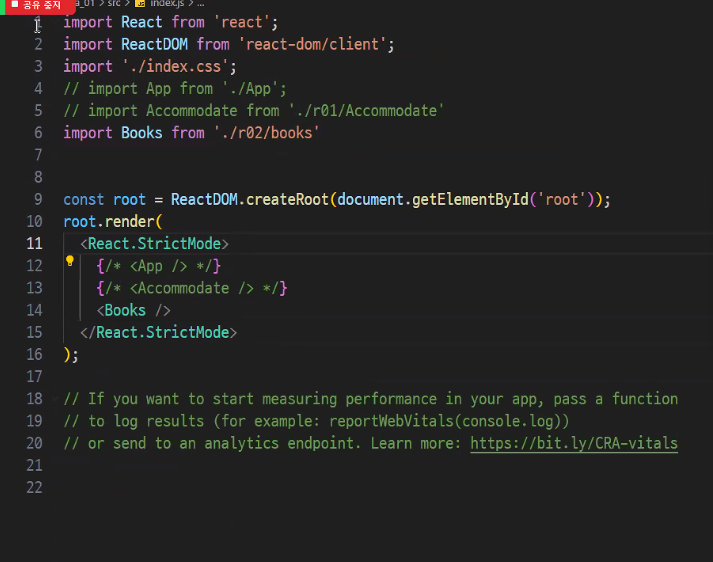 공유 중지
a_01 > src > index.js > ...
1 import React from 'react';
2 import ReactDOM from 'react-dom/client';
3 import './index.css';
4 // import App from './App';
5 // import Accommodate from './r01/Accommodate'
6 import Books from './r02/books'
7
8
9 const root = ReactDOM.createRoot(document.getElementById('root'));
10 root.render(
11 <React.StrictMode>
12 {/* <App /> */}
13 {/* <Accommodate /> */}
14 <Books />
15 </React.StrictMode>
16 );
17
18 // If you want to start measuring performance in your app, pass a function
19 // to log results (for example: reportWebVitals(console.log))
20 // or send to an analytics endpoint. Learn more: https://bit.ly/CRA-vitals
21
22